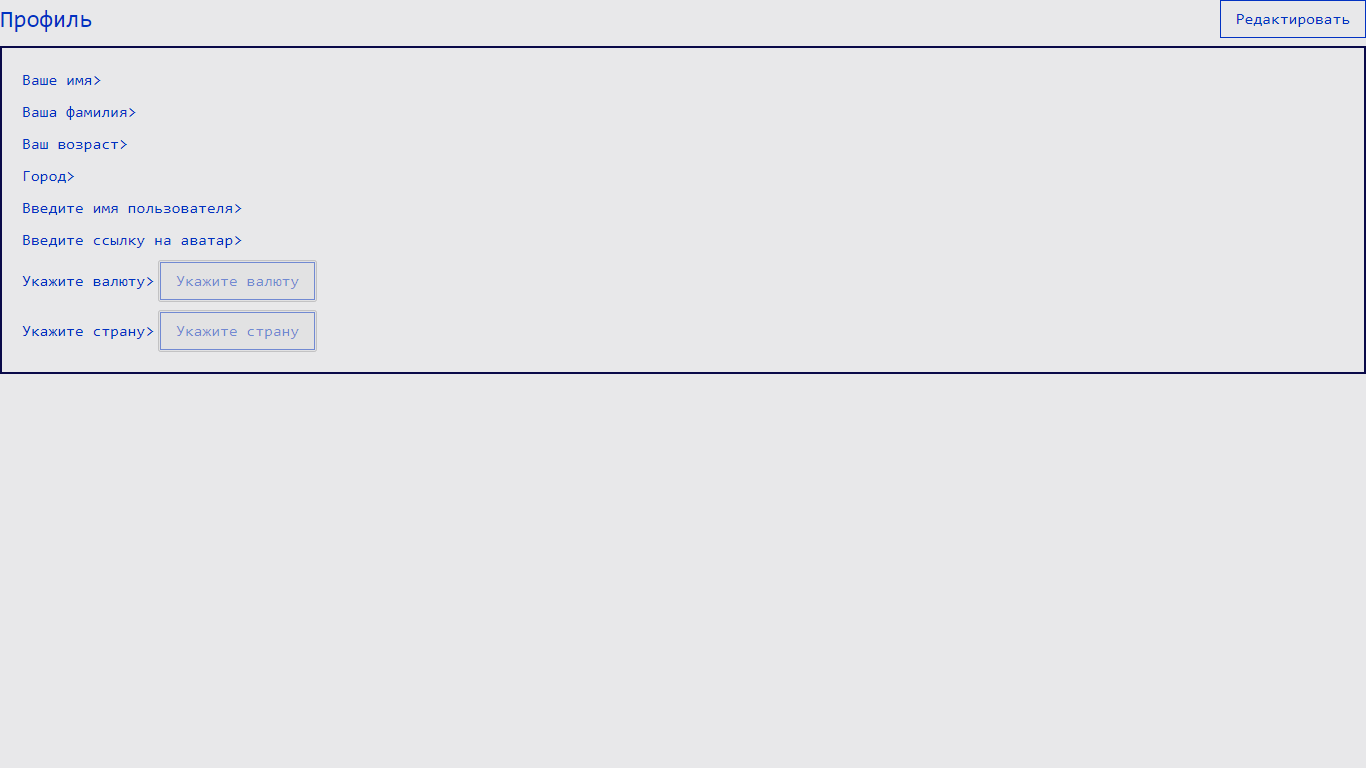 Профиль
Редактировать
Ваше имя>
Ваша фамилия>
Ваш возраст>
Город>
Введите имя пользователя>
Введите ссылку на аватар>
Укажите валюту> Укажите валюту
Укажите страну> Укажите страну